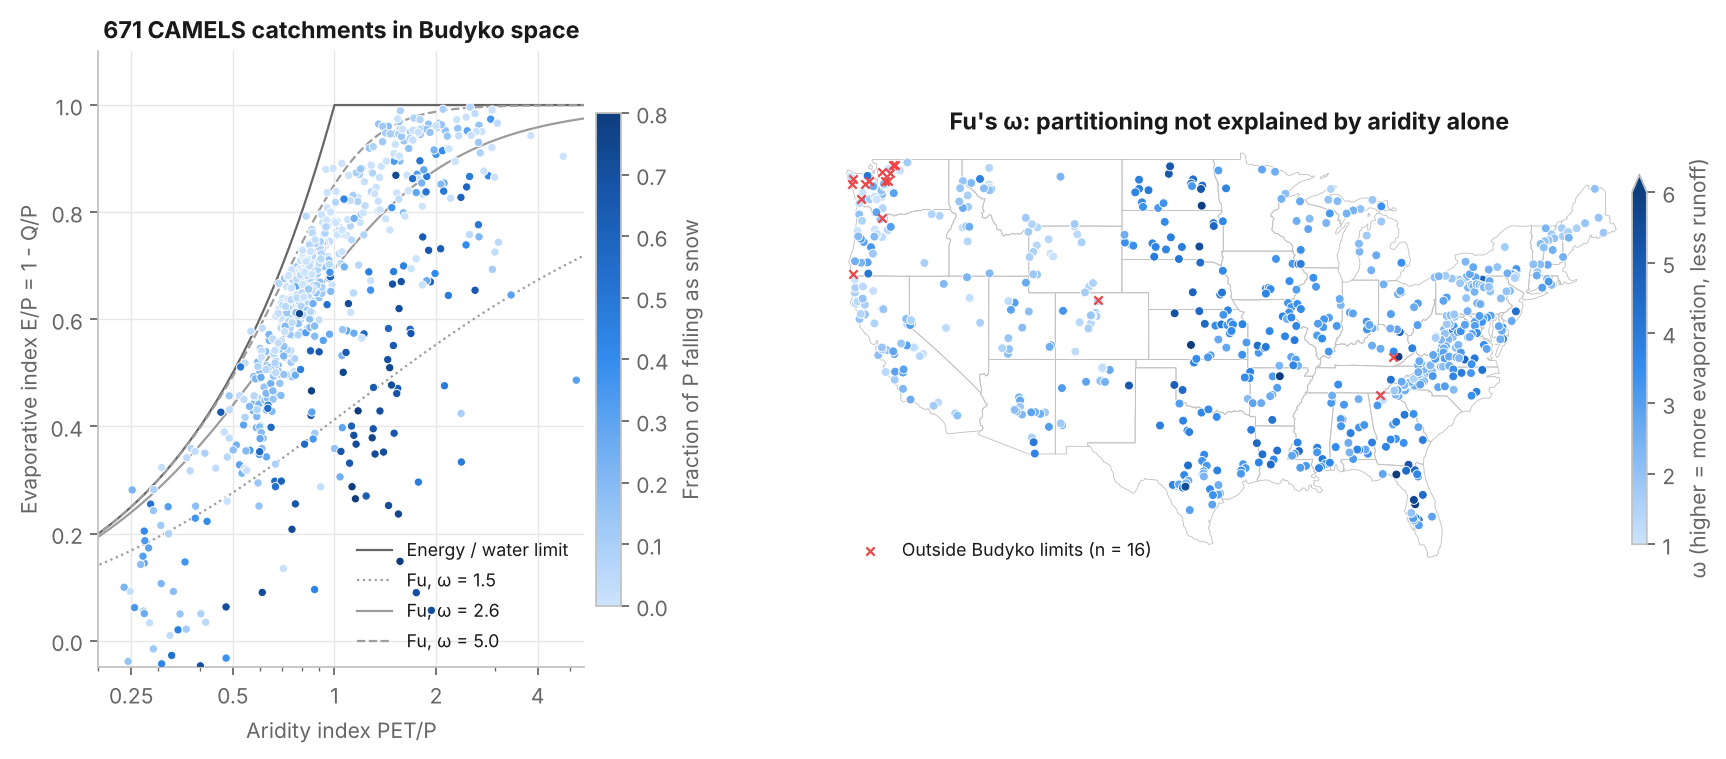 671 CAMELS catchments in Budyko space
Evaporative index E/P = 1 - Q/P
1.0
0.8
0.6
0.4
0.2
0.0
0.25
0.5
1
2
4
Aridity index PET/P
Energy / water limit
Fu, ω = 1.5
Fu, ω = 2.6
Fu, ω = 5.0
0.8
0.7
0.6
0.5
0.4
0.3
0.2
0.1
0.0
Fraction of P falling as snow
Fu's ω: partitioning not explained by aridity alone
Outside Budyko limits (n = 16)
6
5
4
3
2
1
ω (higher = more evaporation, less runoff)